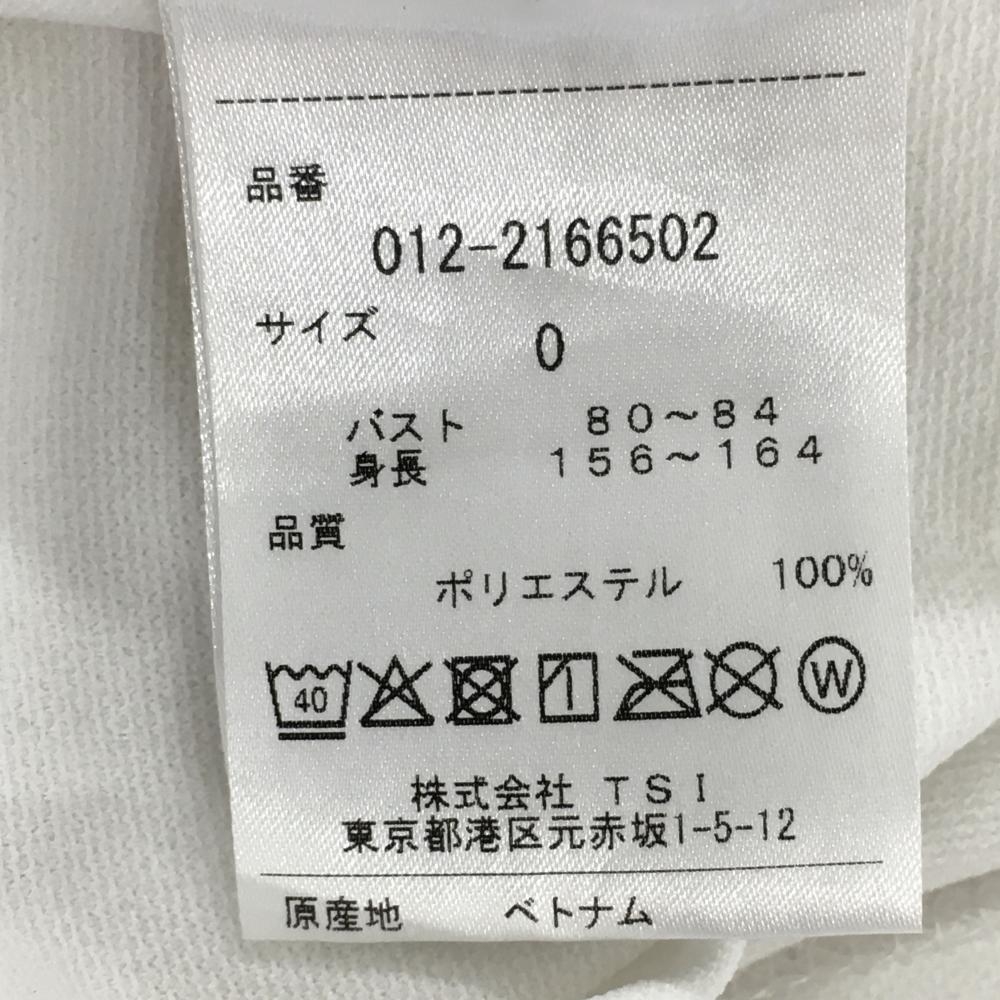 品番
012-2166502
サイズ
0
バスト 80～84
身長 156～164
品質
ポリエステル 100%
40
W
株式会社 TSI
東京都港区元赤坂1-5-12
原産地 ベトナム